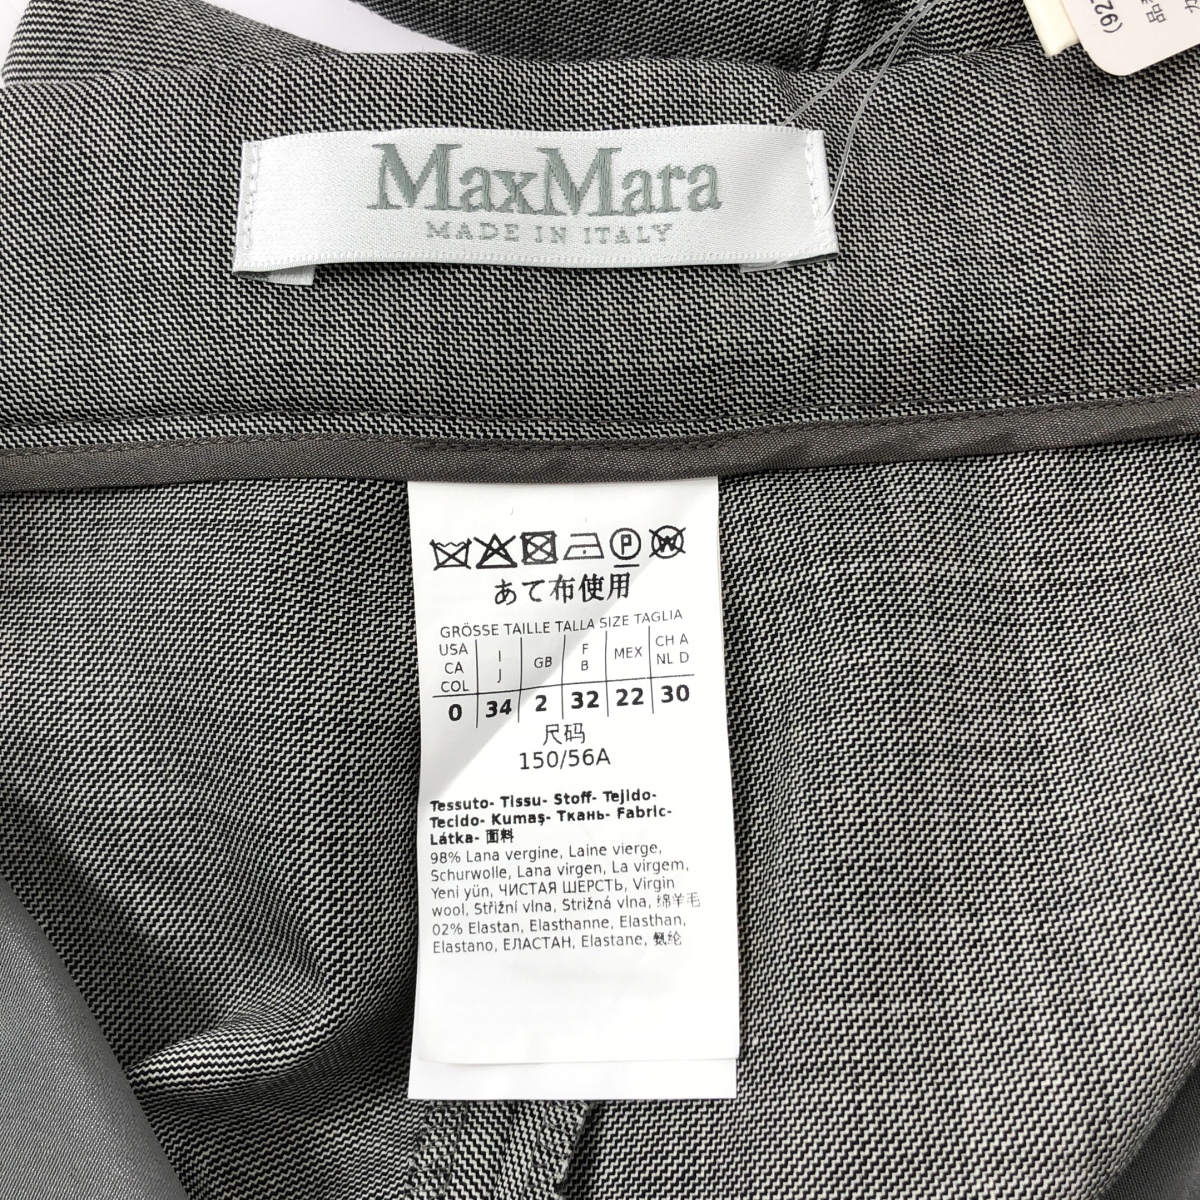 (92
品
MaxMara
MADE IN ITALY
P W
あて布使用
GRÖSSE TAILLE TALLA SIZE TAGLIA
USA CA COL I J GB F B MEX CH A NL D
0 34 2 32 22 30
尺码
150/56A
Tessuto- Tissu- Stoff- Tejido-
Tecido- Kumaş- Ткань- Fabric-
Látka- 面料
98% Lana vergine, Laine vierge,
Schurwolle, Lana virgen, La virgem,
Yeni yün, ЧИСТАЯ ШЕРСТЬ, Virgin
wool, Střižní vlna, Strižná vlna, 绵羊毛
02% Elastan, Elasthanne, Elasthan,
Elastano, ЕЛАСТАН, Elastane, 氨纶